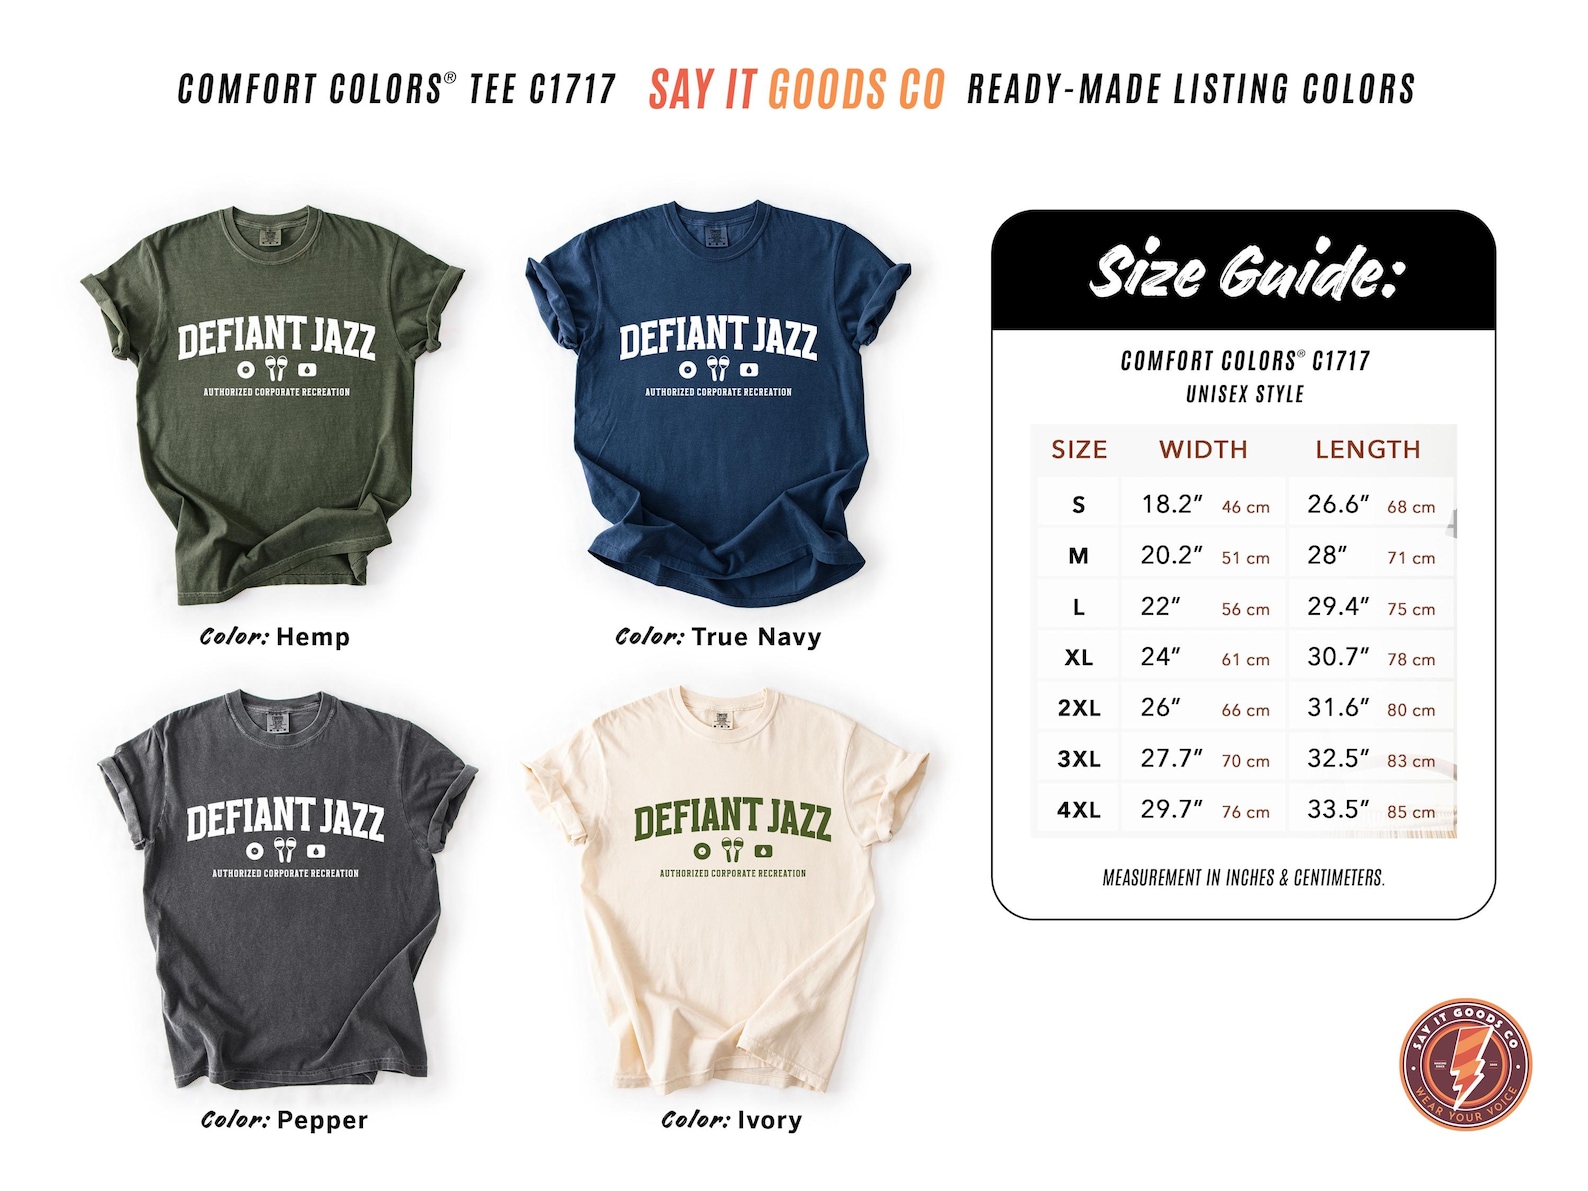 COMFORT COLORS® TEE C1717 SAY IT GOODS CO READY-MADE LISTING COLORS
DEFIANT JAZZ
AUTHORIZED CORPORATE RECREATION
Color: Hemp
DEFIANT JAZZ
AUTHORIZED CORPORATE RECREATION
Color: True Navy
DEFIANT JAZZ
AUTHORIZED CORPORATE RECREATION
Color: Pepper
DEFIANT JAZZ
AUTHORIZED CORPORATE RECREATION
Color: Ivory
Size Guide:
COMFORT COLORS® C1717
UNISEX STYLE
SIZE WIDTH LENGTH
S 18.2" 46 cm 26.6" 68 cm
M 20.2" 51 cm 28" 71 cm
L 22" 56 cm 29.4" 75 cm
XL 24" 61 cm 30.7" 78 cm
2XL 26" 66 cm 31.6" 80 cm
3XL 27.7" 70 cm 32.5" 83 cm
4XL 29.7" 76 cm 33.5" 85 cm
MEASUREMENT IN INCHES & CENTIMETERS.
SAY IT GOODS CO
WEAR YOUR VOICE